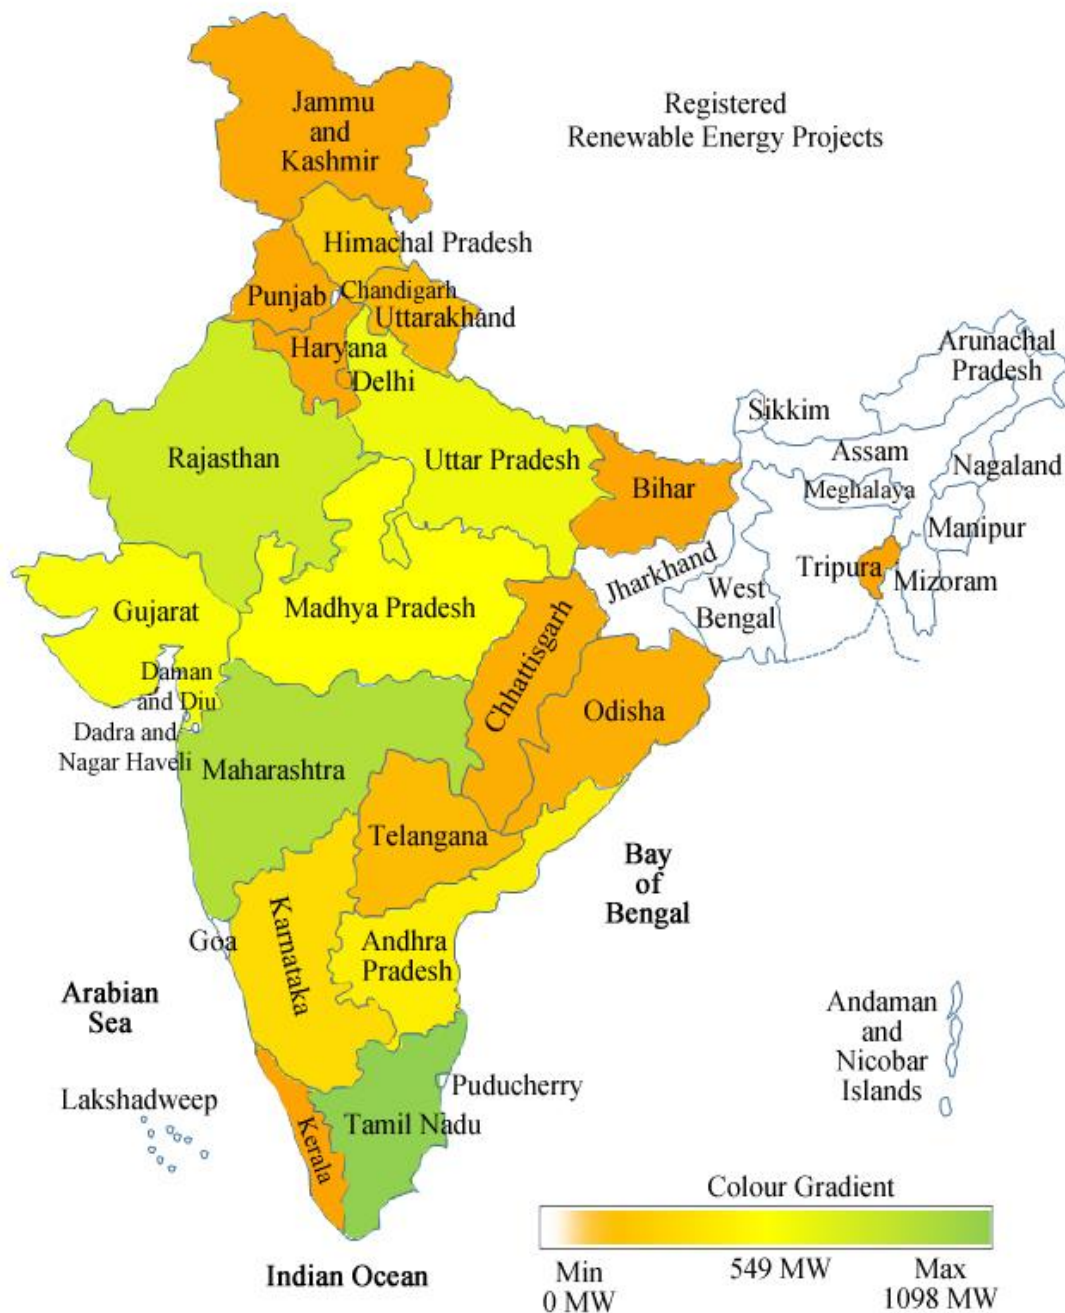 Registered
Renewable Energy Projects
Jammu
and
Kashmir
Himachal Pradesh
Punjab
Chandigarh
Uttarakhand
Haryana
Delhi
Rajasthan
Uttar Pradesh
Bihar
Sikkim
Arunachal
Pradesh
Assam
Nagaland
Meghalaya
Manipur
Tripura
Mizoram
Jharkhand
West
Bengal
Gujarat
Madhya Pradesh
Chhattisgarh
Odisha
Daman
and Diu
Dadra and
Nagar Haveli
Maharashtra
Telangana
Bay
of
Bengal
Goa
Karnataka
Andhra
Pradesh
Arabian
Sea
Andaman
and
Nicobar
Islands
Lakshadweep
Puducherry
Tamil Nadu
Kerala
Indian Ocean
Colour Gradient
Min
0 MW
549 MW
Max
1098 MW